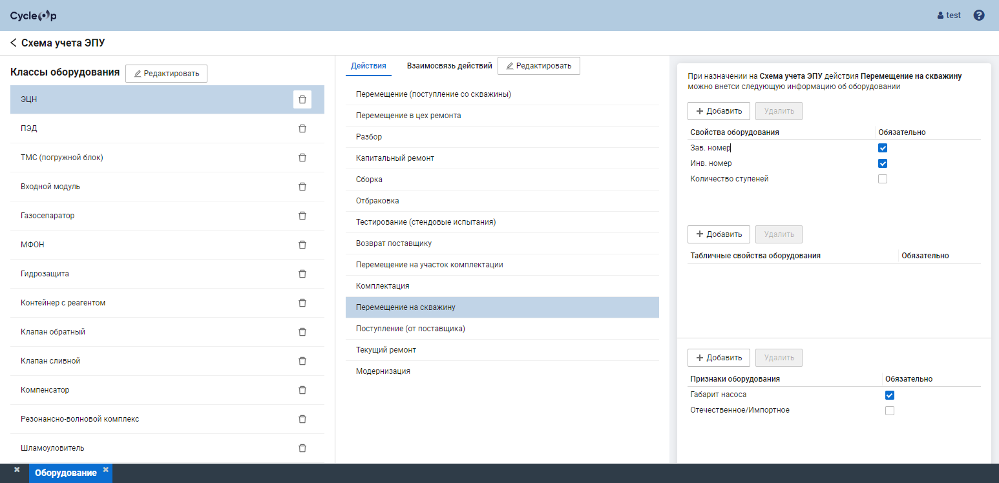 CycleOp
test
?
Схема учета ЭПУ
Классы оборудования
Редактировать
ЭЦН
ПЭД
ТМС (погружной блок)
Входной модуль
Газосепаратор
МФОН
Гидрозащита
Контейнер с реагентом
Клапан обратный
Клапан сливной
Компенсатор
Резонансно-волновой комплекс
Шламоуловитель
Действия
Взаимосвязь действий
Редактировать
Перемещение (поступление со скважины)
Перемещение в цех ремонта
Разбор
Капитальный ремонт
Сборка
Отбраковка
Тестирование (стендовые испытания)
Возврат поставщику
Перемещение на участок комплектации
Комплектация
Перемещение на скважину
Поступление (от поставщика)
Текущий ремонт
Модернизация
При назначении на Схема учета ЭПУ действия Перемещение на скважину
можно внетси следующую информацию об оборудовании
+ Добавить Удалить
Свойства оборудования Обязательно
Зав. номер
Инв. номер
Количество ступеней
+ Добавить Удалить
Табличные свойства оборудования Обязательно
+ Добавить Удалить
Признаки оборудования Обязательно
Габарит насоса
Отечественное/Импортное
Оборудование